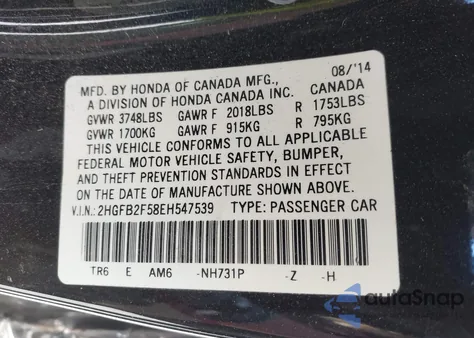 MFD. BY HONDA OF CANADA MFG., 08/'14
A DIVISION OF HONDA CANADA INC. CANADA
GVWR 3748LBS GAWR F 2018LBS R 1753LBS
GVWR 1700KG GAWR F 915KG R 795KG
THIS VEHICLE CONFORMS TO ALL APPLICABLE
FEDERAL MOTOR VEHICLE SAFETY, BUMPER,
AND THEFT PREVENTION STANDARDS IN EFFECT
ON THE DATE OF MANUFACTURE SHOWN ABOVE.
V.I.N.: 2HGFB2F58EH547539 TYPE: PASSENGER CAR
TR6 E AM6 -NH731P -Z -H
autoSnap